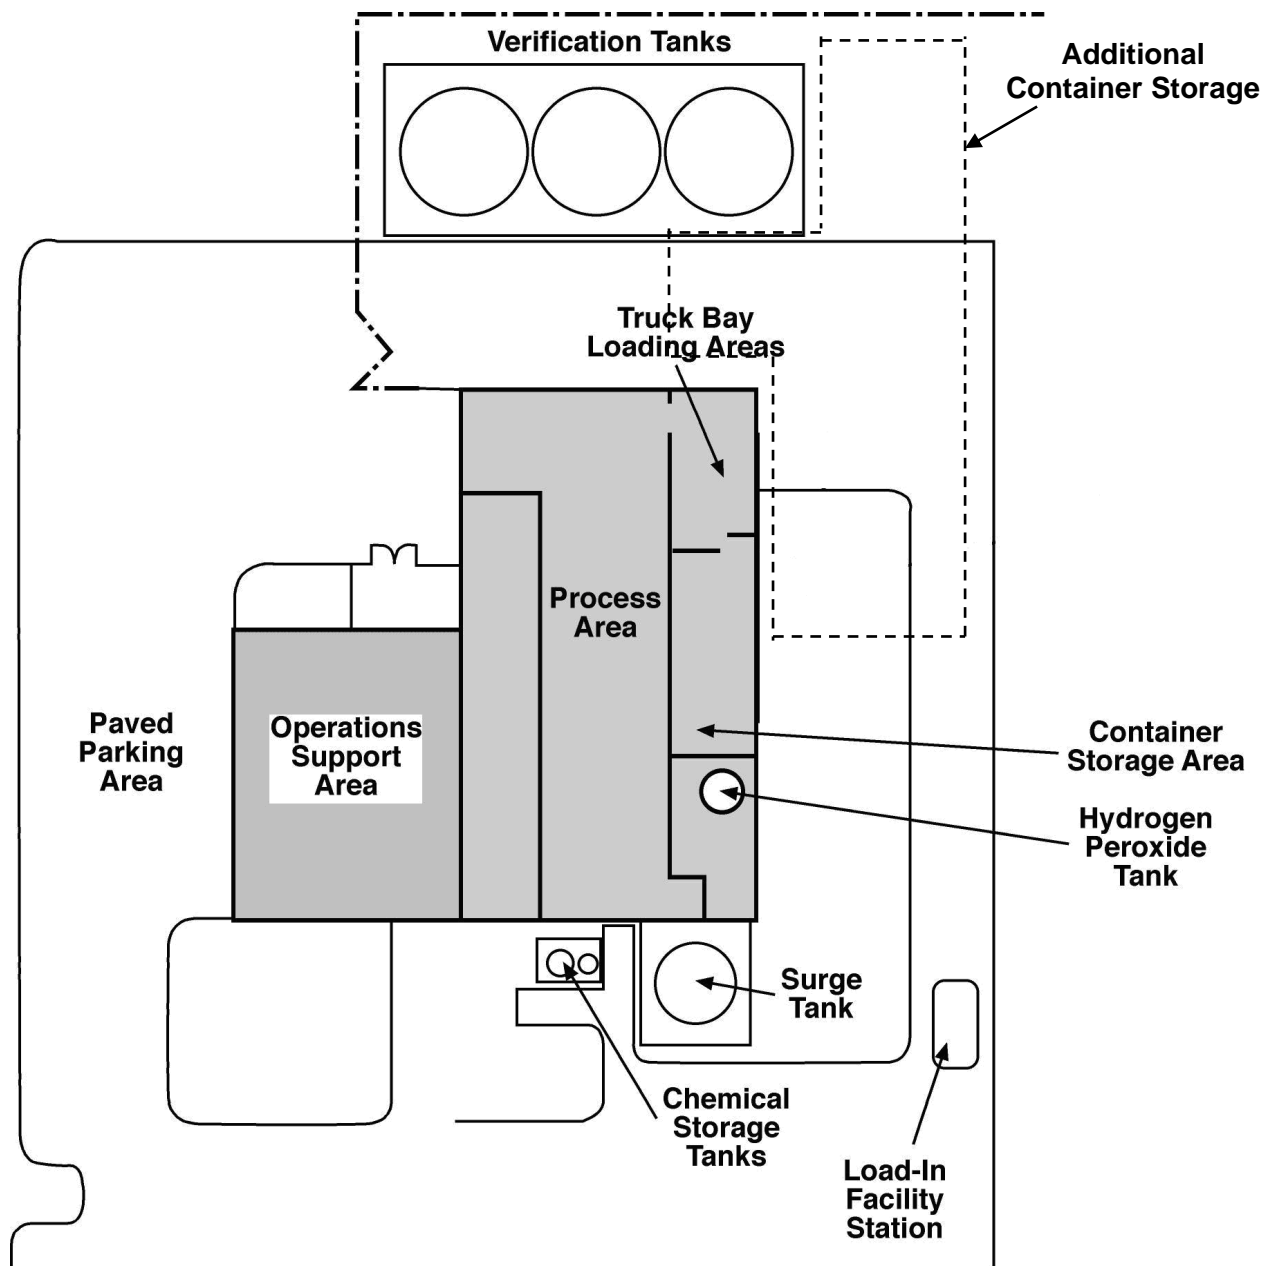 Verification Tanks
Additional
Container Storage
Truck Bay
Loading Areas
Process
Area
Paved
Parking
Area
Operations
Support
Area
Container
Storage Area
Hydrogen
Peroxide
Tank
Surge
Tank
Chemical
Storage
Tanks
Load-In
Facility
Station